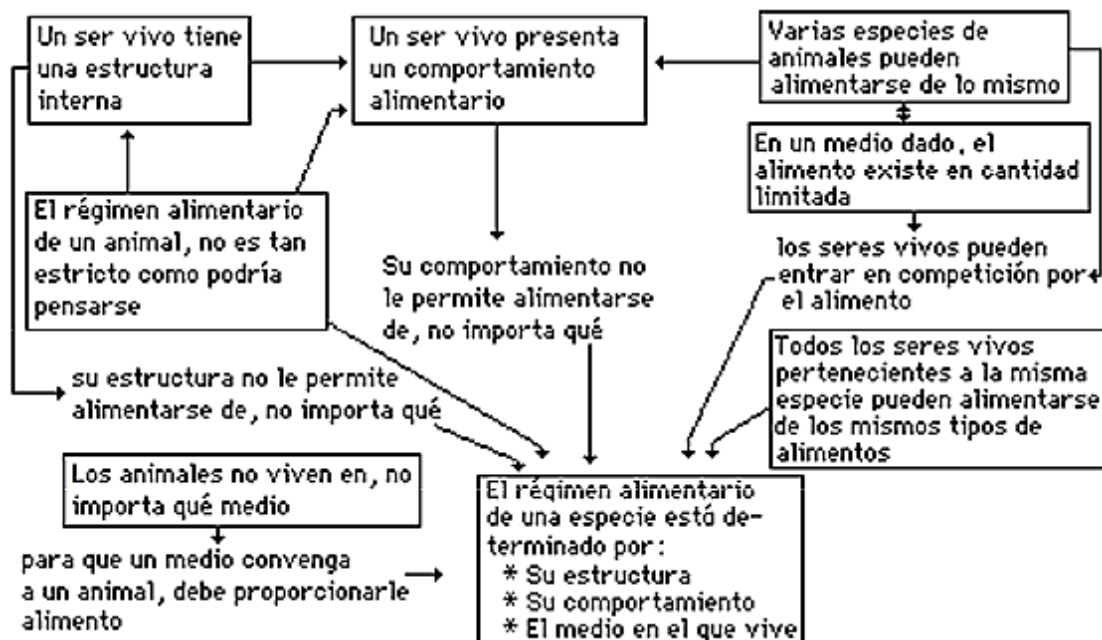 Un ser vivo tiene
una estructura
interna
Un ser vivo presenta
un comportamiento
alimentario
Varias especies de
animales pueden
alimentarse de lo mismo
En un medio dado, el
alimento existe en cantidad
limitada
El régimen alimentario
de un animal, no es tan
estricto como podría
pensarse
Su comportamiento no
le permite alimentarse
de, no importa qué
los seres vivos pueden
entrar en competición por
el alimento
Todos los seres vivos
pertenecientes a la misma
especie pueden alimentarse
de los mismos tipos de
alimentos
su estructura no le permite
alimentarse de, no importa qué
Los animales no viven en, no
importa qué medio
para que un medio convenga
a un animal, debe proporcionarle
alimento
El régimen alimentario
de una especie está de-
terminado por:
* Su estructura
* Su comportamiento
* El medio en el que vive